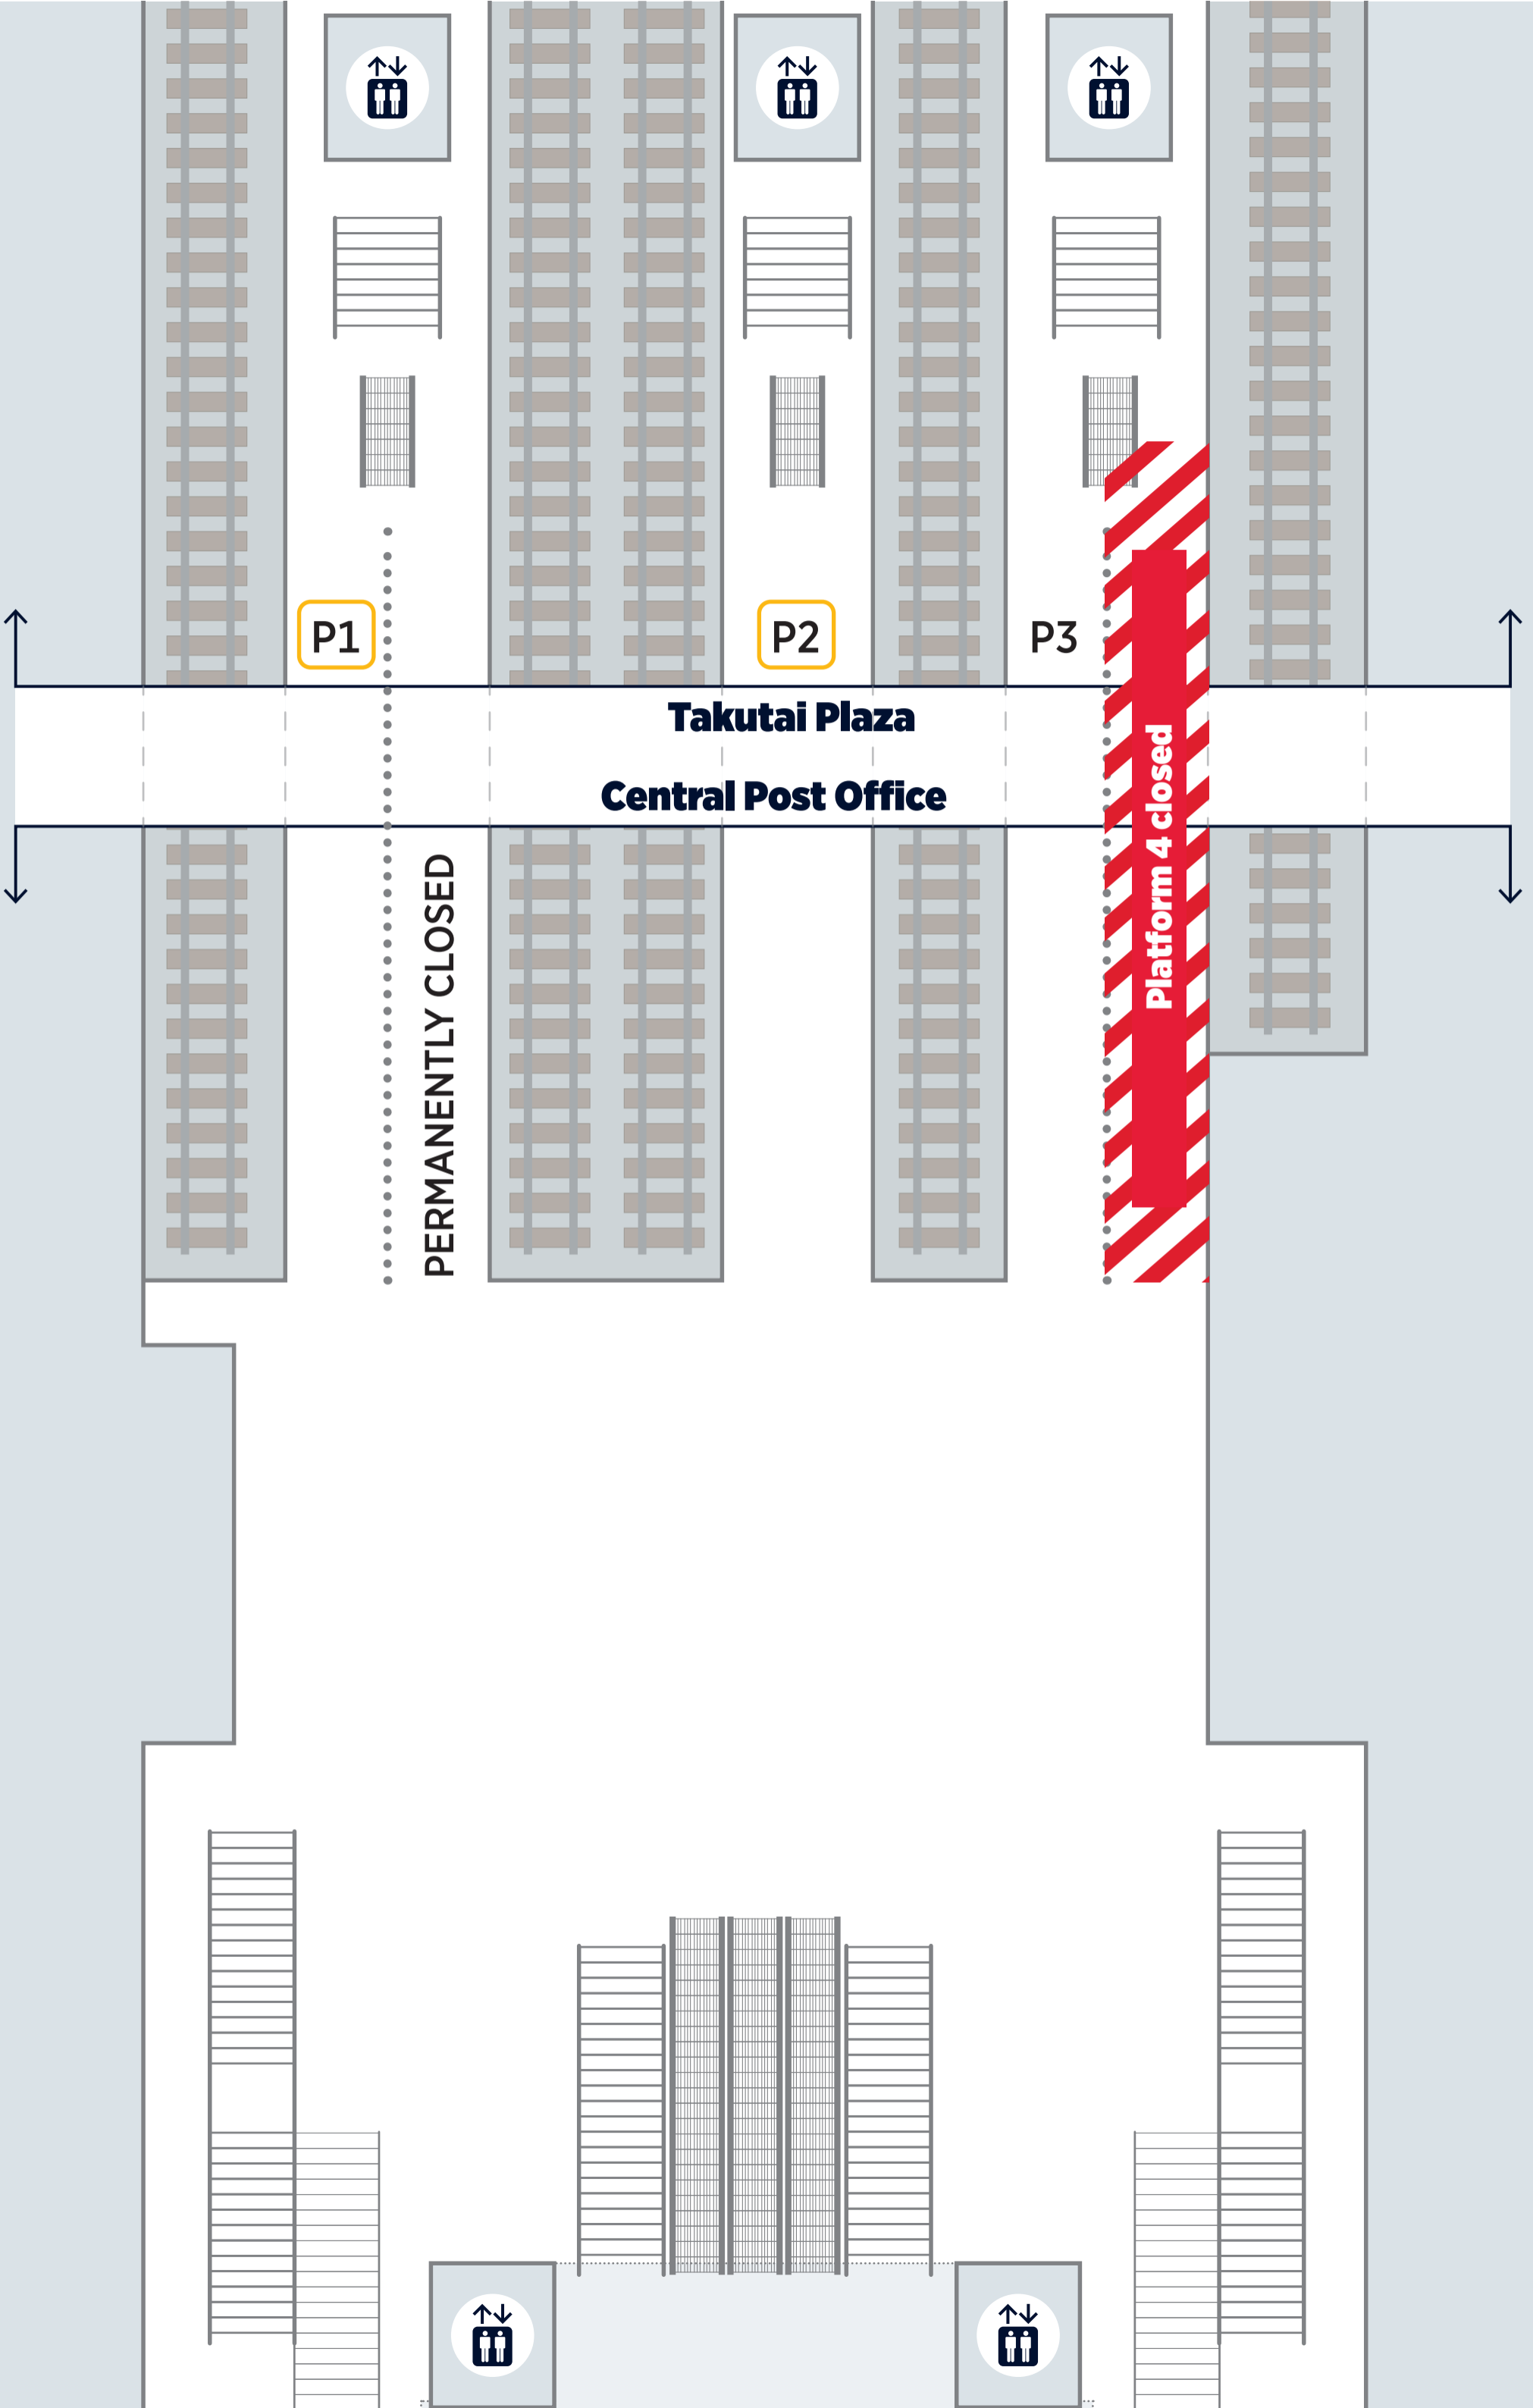 P1
P2
P3
Takutai Plaza
Central Post Office
Platform 4 closed
PERMANENTLY CLOSED